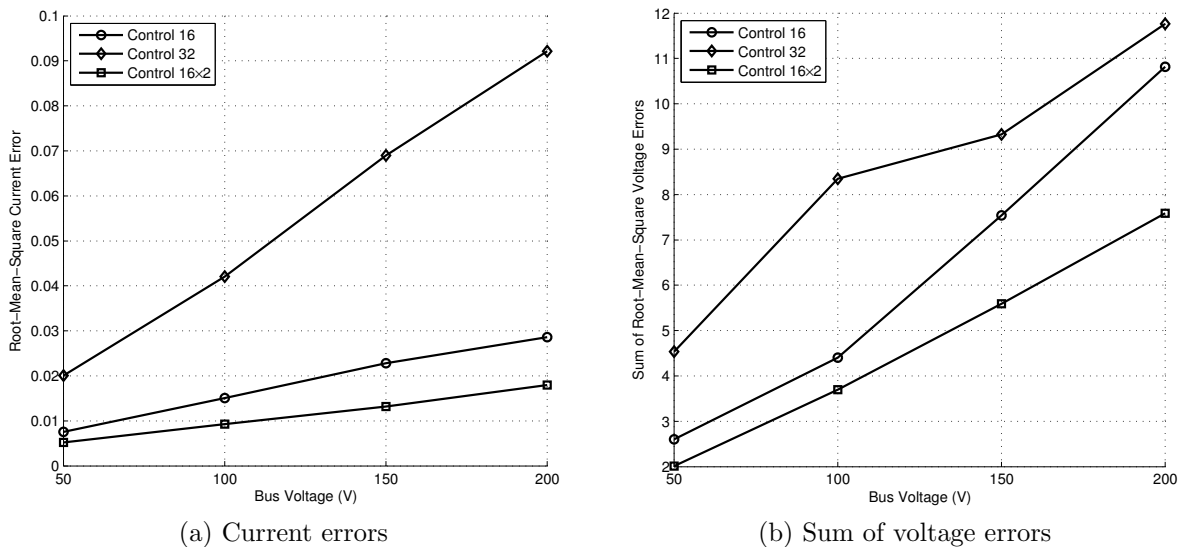 0.1
0.09
0.08
0.07
0.06
0.05
0.04
0.03
0.02
0.01
0
Root−Mean−Square Current Error
Control 16
Control 32
Control 16×2
50
100
150
200
Bus Voltage (V)
(a) Current errors
12
11
10
9
8
7
6
5
4
3
2
Sum of Root−Mean−Square Voltage Errors
Control 16
Control 32
Control 16×2
50
100
150
200
Bus Voltage (V)
(b) Sum of voltage errors